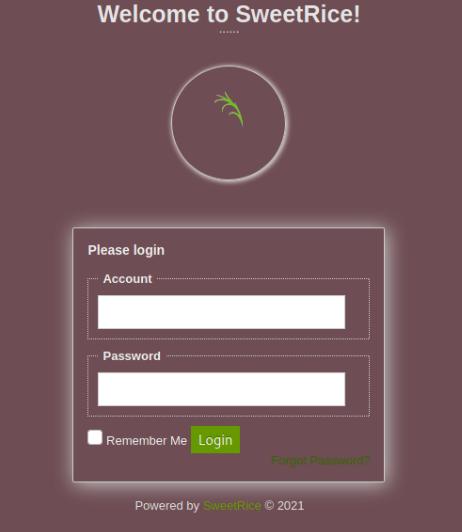 Welcome to SweetRice!
......
Please login
Account
Password
Remember Me Login
Forgot Password?
Powered by SweetRice © 2021